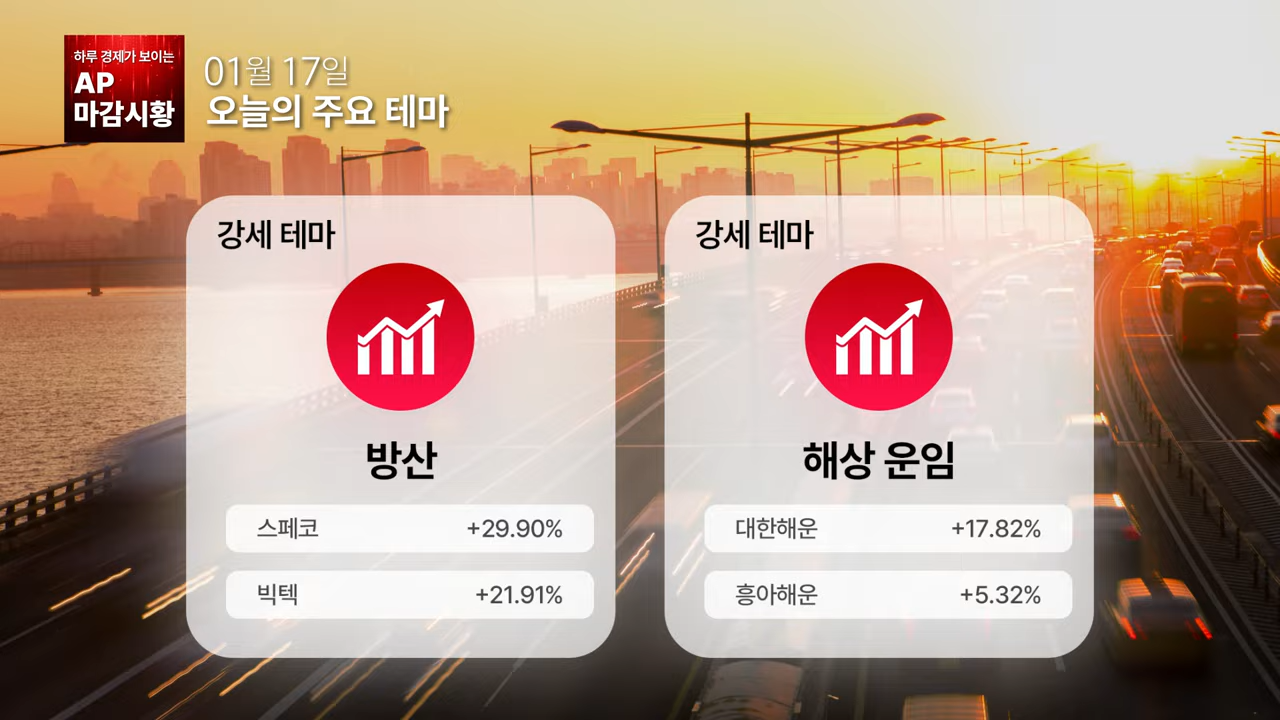 하루 경제가 보이는
AP
마감시황
01월 17일
오늘의 주요 테마
강세 테마
방산
스페코 +29.90%
빅텍 +21.91%
강세 테마
해상 운임
대한해운 +17.82%
흥아해운 +5.32%